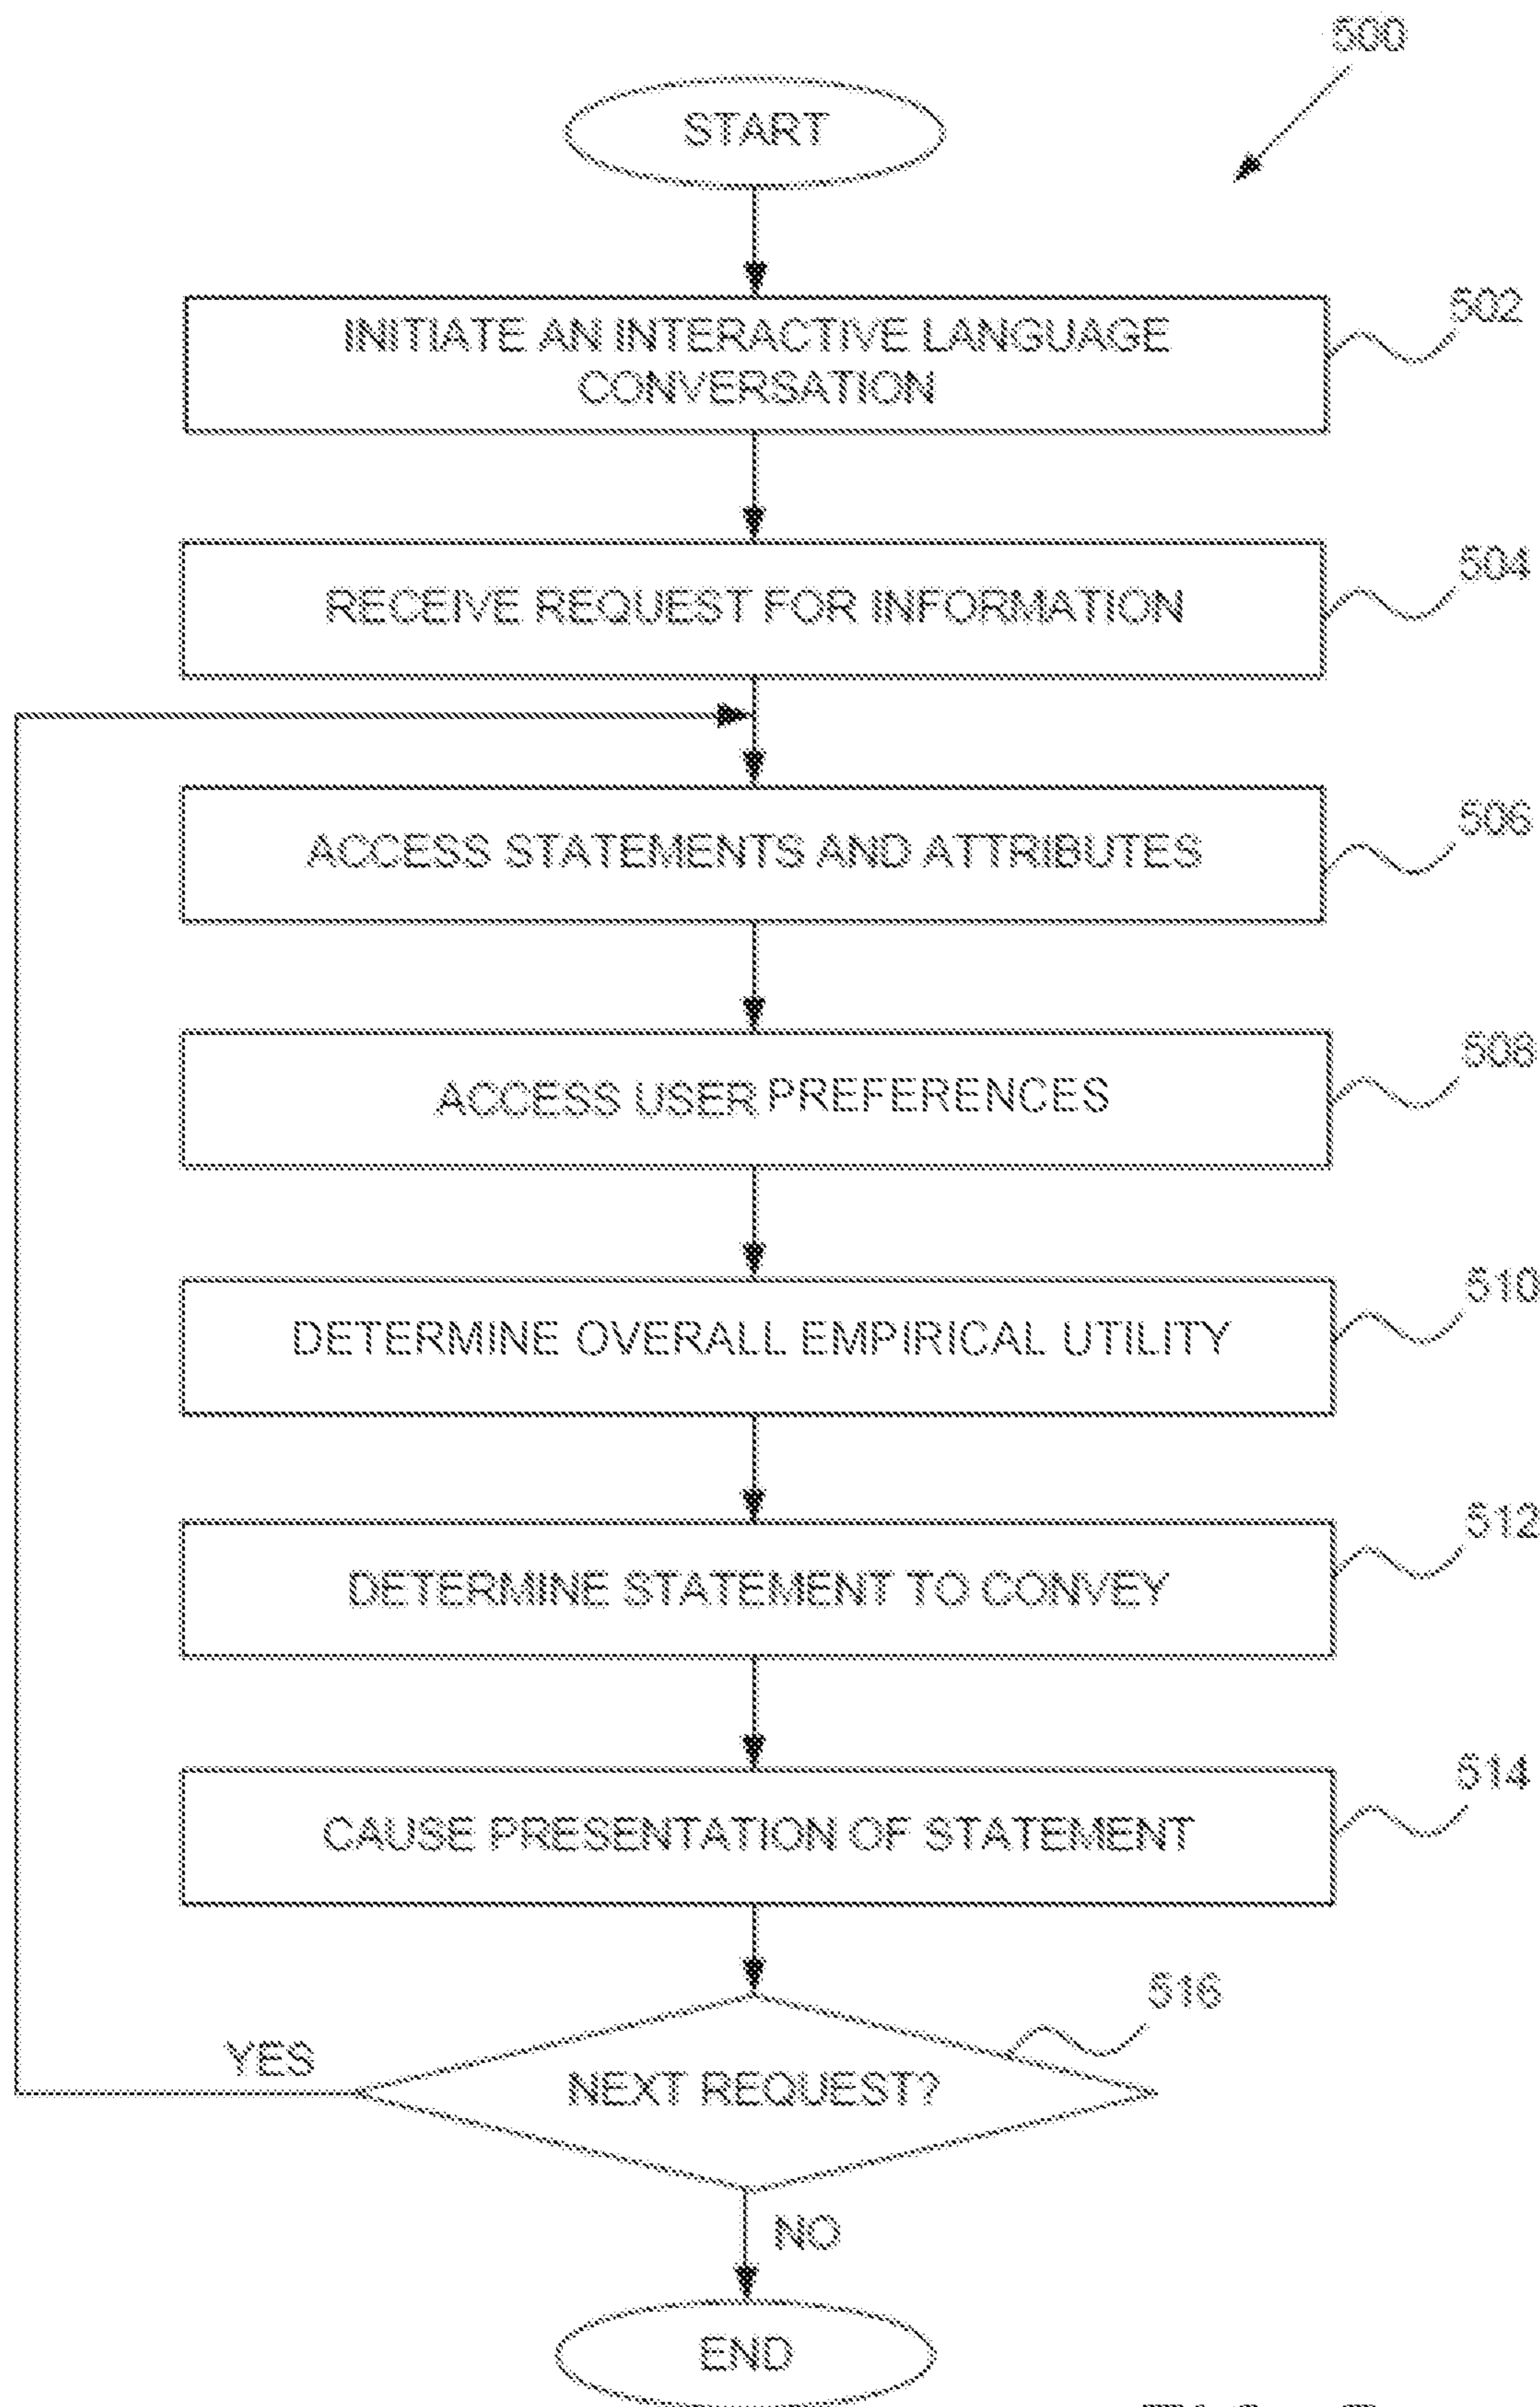 500
START
INITIATE AN INTERACTIVE LANGUAGE
CONVERSATION
502
RECEIVE REQUEST FOR INFORMATION
504
ACCESS STATEMENTS AND ATTRIBUTES
506
ACCESS USER PREFERENCES
508
DETERMINE OVERALL EMPIRICAL UTILITY
510
DETERMINE STATEMENT TO CONVEY
512
CAUSE PRESENTATION OF STATEMENT
514
516
YES
NEXT REQUEST?
NO
END